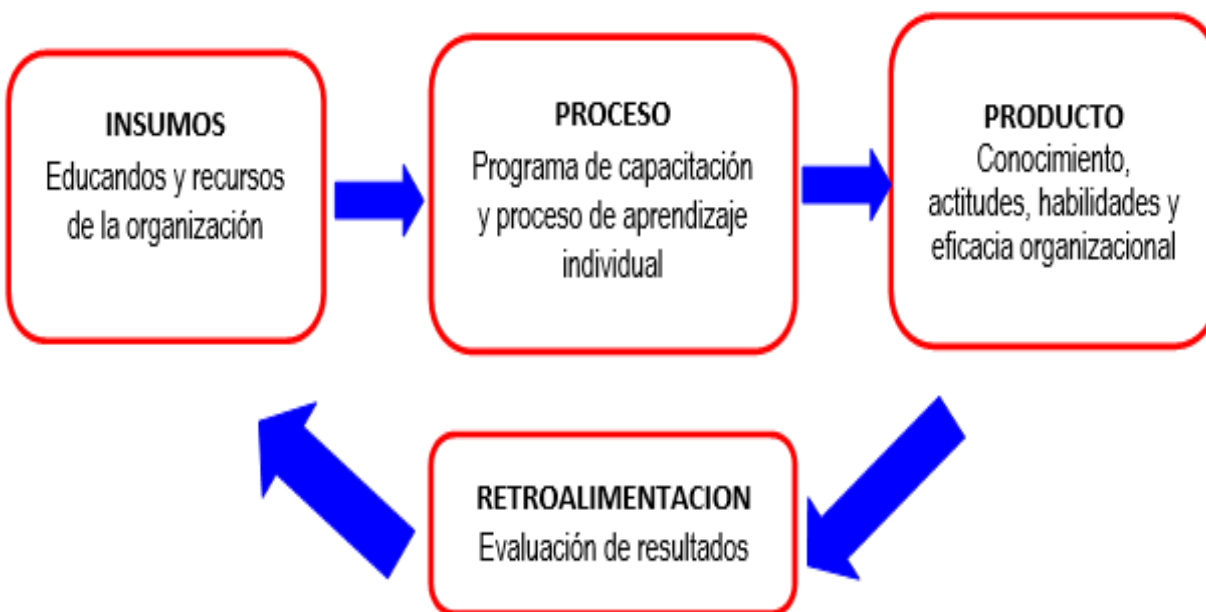 INSUMOS
Educandos y recursos
de la organización
PROCESO
Programa de capacitación
y proceso de aprendizaje
individual
PRODUCTO
Conocimiento,
actitudes, habilidades y
eficacia organizacional
RETROALIMENTACION
Evaluación de resultados